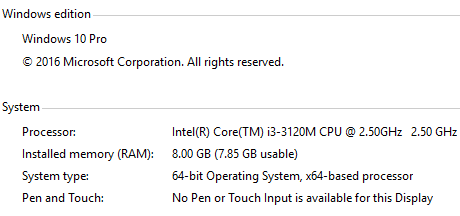 Windows edition
Windows 10 Pro
© 2016 Microsoft Corporation. All rights reserved.
System
Processor: Intel(R) Core(TM) i3-3120M CPU @ 2.50GHz 2.50 GHz
Installed memory (RAM): 8.00 GB (7.85 GB usable)
System type: 64-bit Operating System, x64-based processor
Pen and Touch: No Pen or Touch Input is available for this Display